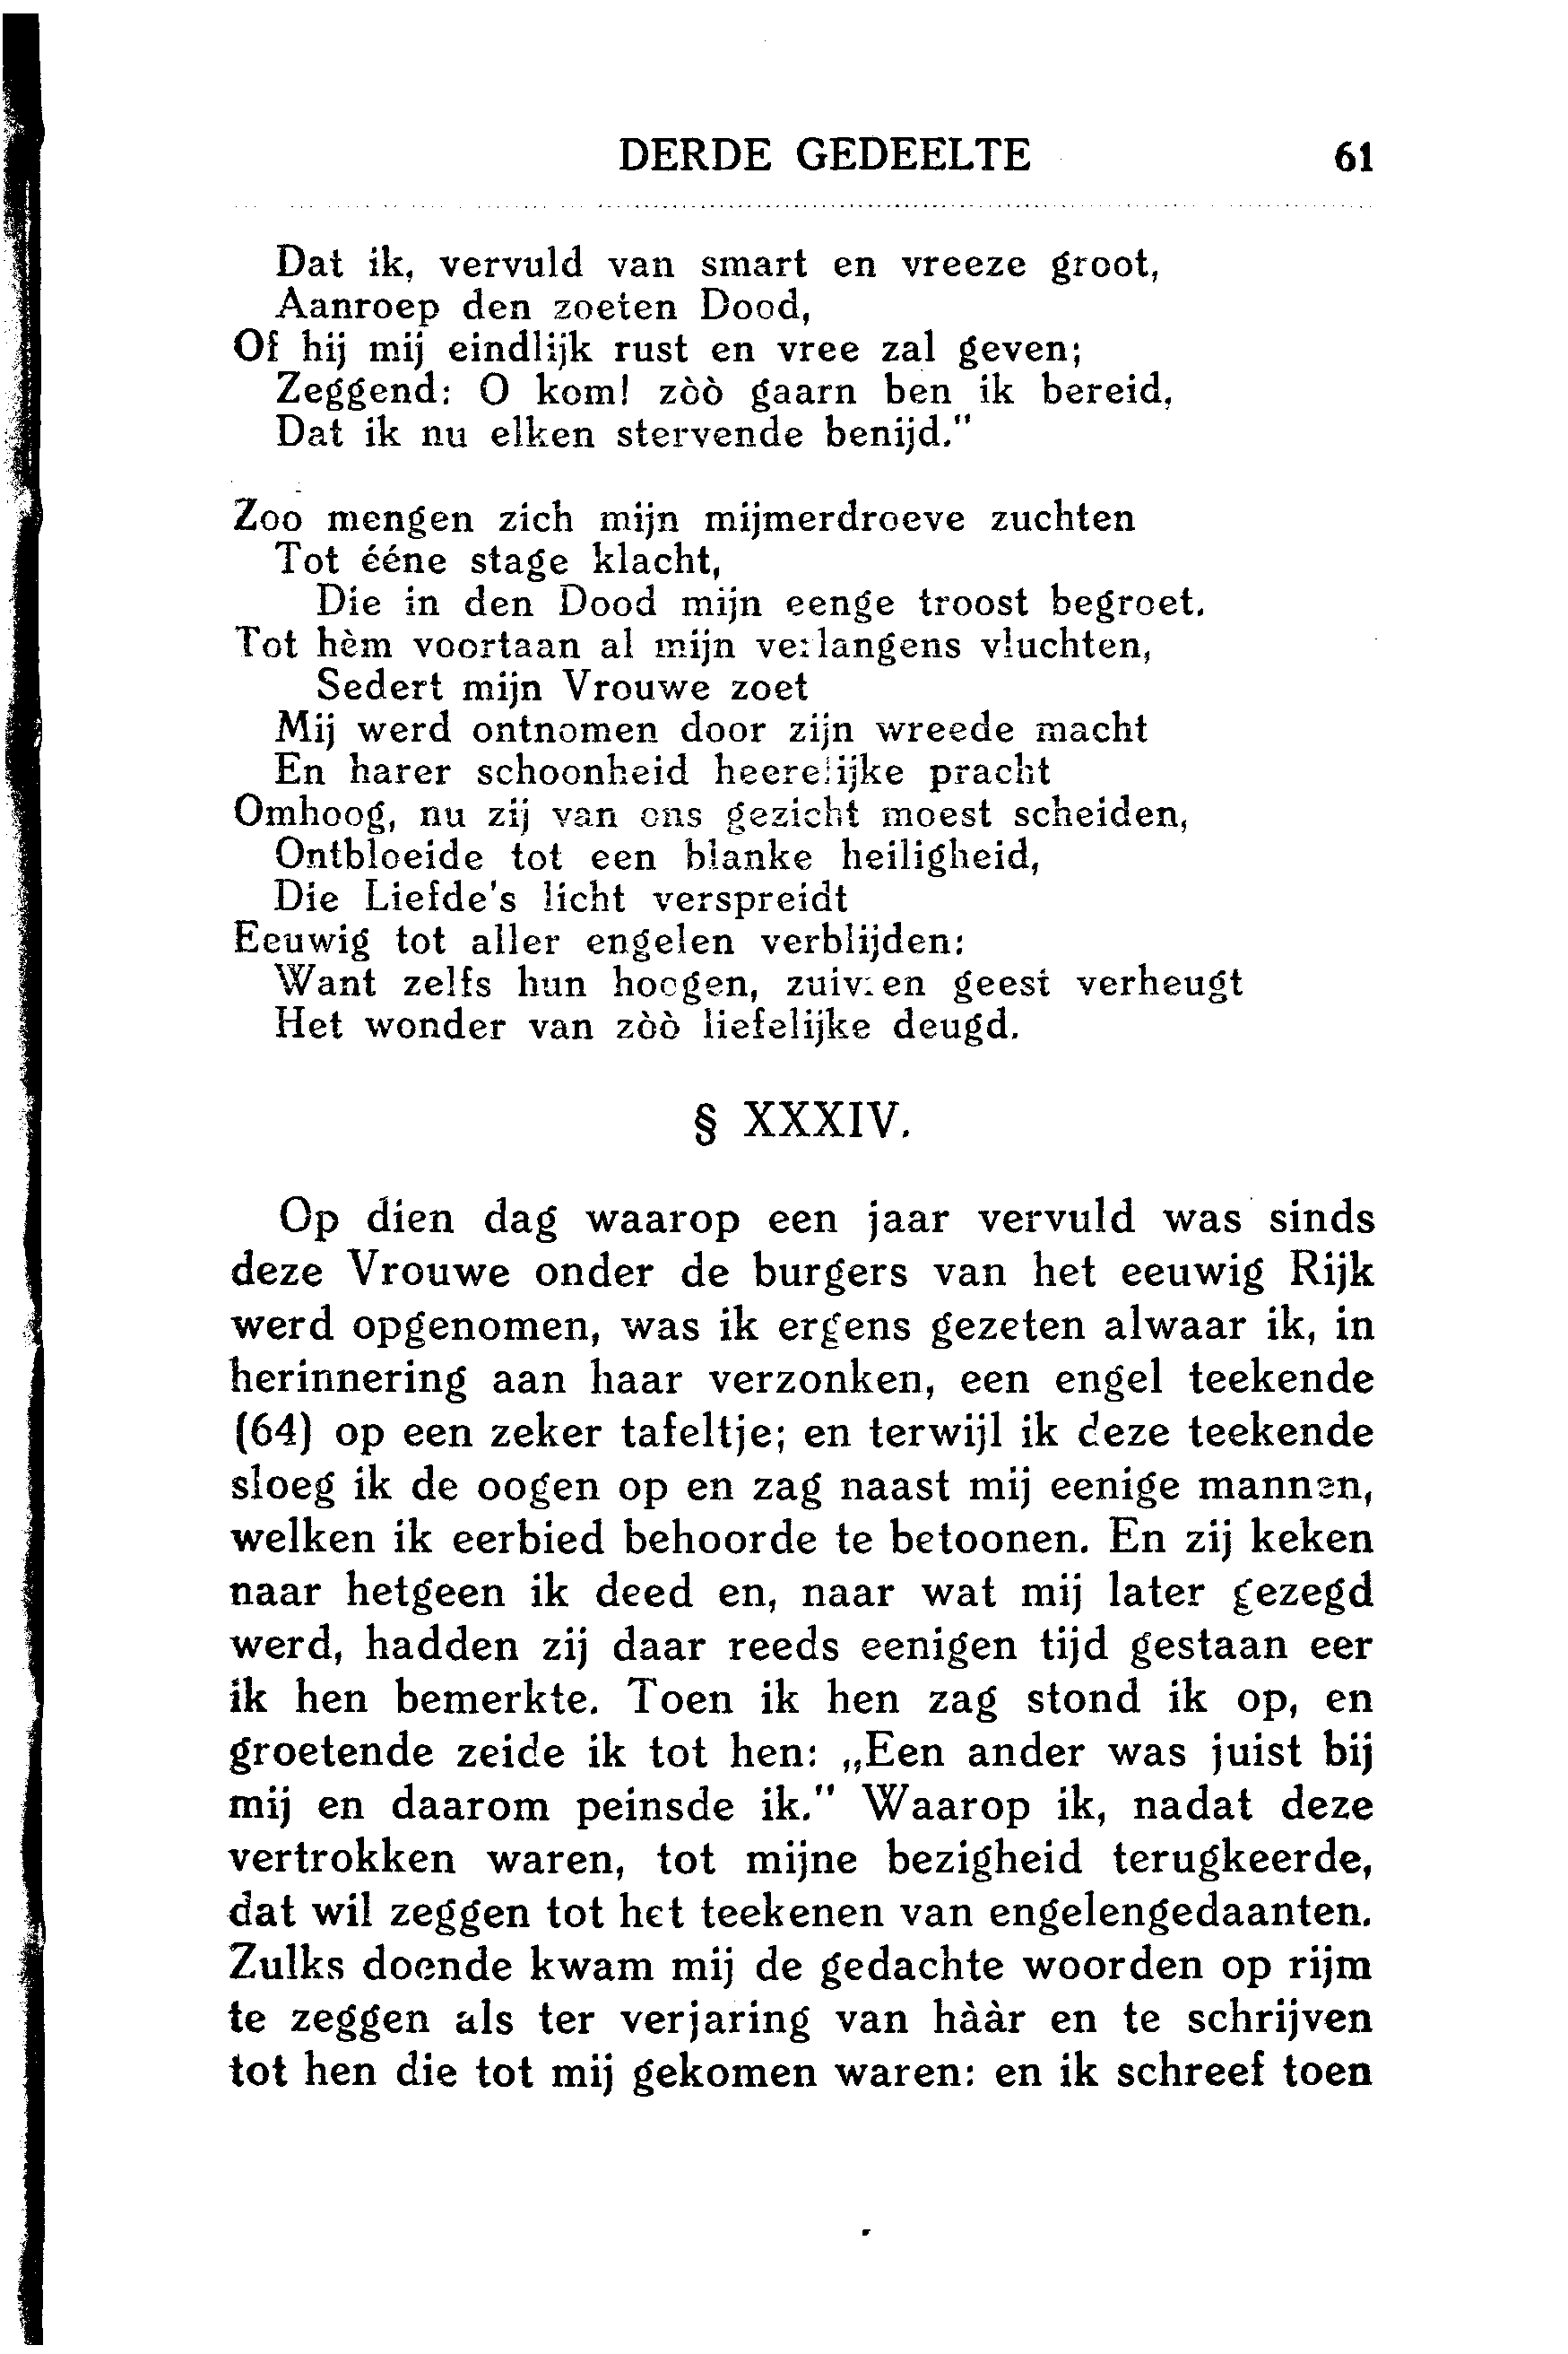 DERDE GEDEELTE 61
Dat ik, vervuld van smart en vreeze groot,
Aanroep den zoeten Dood,
Of hij mij eindlijk rust en vree zal geven;
Zeggend: O kom! zòò gaarn ben ik bereid,
Dat ik nu elken stervende benijd."
Zoo mengen zich mijn mijmerdroeve zuchten
Tot ééne stage klacht,
Die in den Dood mijn eenge troost begroet.
Tot hèm voortaan al mijn verlangens vluchten,
Sedert mijn Vrouwe zoet
Mij werd ontnomen door zijn wreede macht
En harer schoonheid heerelijke pracht
Omhoog, nu zij van ons gezicht moest scheiden,
Ontbloeide tot een blanke heiligheid,
Die Liefde's licht verspreidt
Eeuwig tot aller engelen verblijden:
Want zelfs hun hoogen, zuiv'ren geest verheugt
Het wonder van zòò liefelijke deugd.
§ XXXIV.
Op dien dag waarop een jaar vervuld was sinds
deze Vrouwe onder de burgers van het eeuwig Rijk
werd opgenomen, was ik ergens gezeten alwaar ik, in
herinnering aan haar verzonken, een engel teekende
(64) op een zeker tafeltje; en terwijl ik deze teekende
sloeg ik de oogen op en zag naast mij eenige mannen,
welken ik eerbied behoorde te betoonen. En zij keken
naar hetgeen ik deed en, naar wat mij later gezegd
werd, hadden zij daar reeds eenigen tijd gestaan eer
ik hen bemerkte. Toen ik hen zag stond ik op, en
groetende zeide ik tot hen: „Een ander was juist bij
mij en daarom peinsde ik." Waarop ik, nadat deze
vertrokken waren, tot mijne bezigheid terugkeerde,
dat wil zeggen tot het teekenen van engelengedaanten.
Zulks doende kwam mij de gedachte woorden op rijm
te zeggen als ter verjaring van hààr en te schrijven
tot hen die tot mij gekomen waren: en ik schreef toen